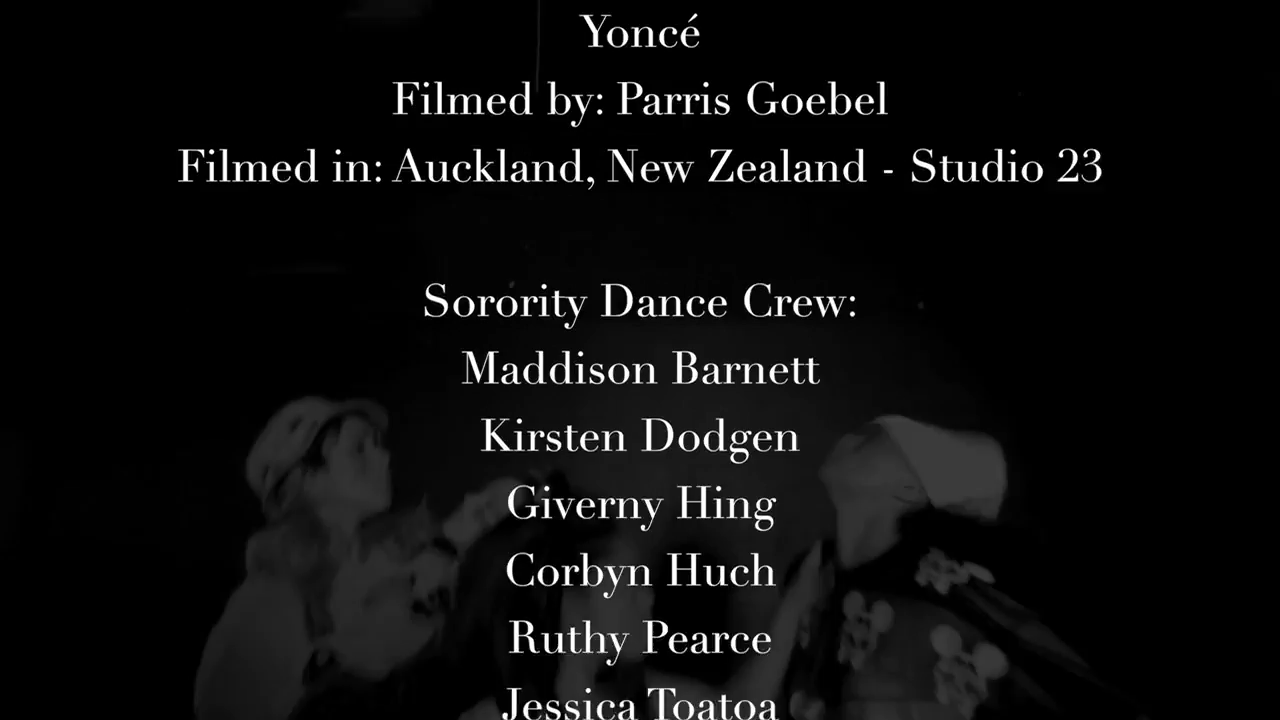 Yoncé
Filmed by: Parris Goebel
Filmed in: Auckland, New Zealand - Studio 23
Sorority Dance Crew:
Maddison Barnett
Kirsten Dodgen
Giverny Hing
Corbyn Huch
Ruthy Pearce
Jessica Toatoa